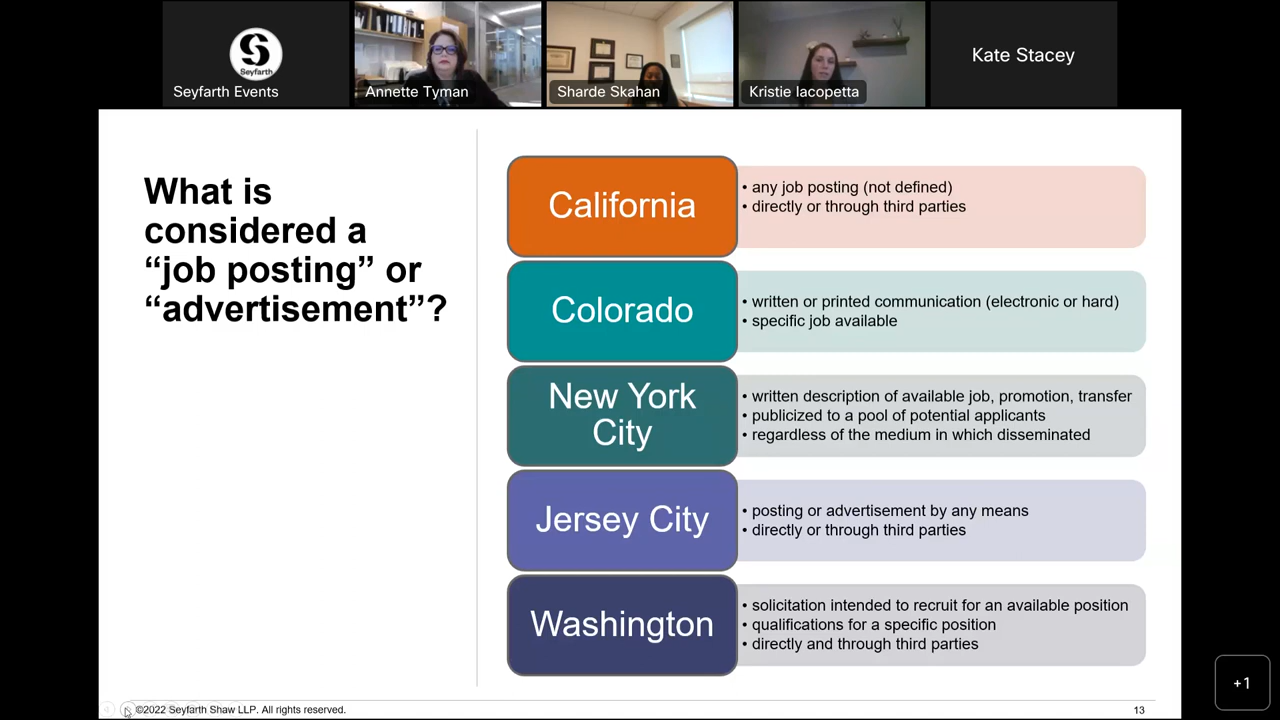 Seyfarth
Seyfarth Events
Annette Tyman
Sharde Skahan
Kristie Iacopetta
Kate Stacey
What is
considered a
“job posting” or
“advertisement”?
California
• any job posting (not defined)
• directly or through third parties
Colorado
• written or printed communication (electronic or hard)
• specific job available
New York
City
• written description of available job, promotion, transfer
• publicized to a pool of potential applicants
• regardless of the medium in which disseminated
Jersey City
• posting or advertisement by any means
• directly or through third parties
Washington
• solicitation intended to recruit for an available position
• qualifications for a specific position
• directly and through third parties
©2022 Seyfarth Shaw LLP. All rights reserved.
13
+1